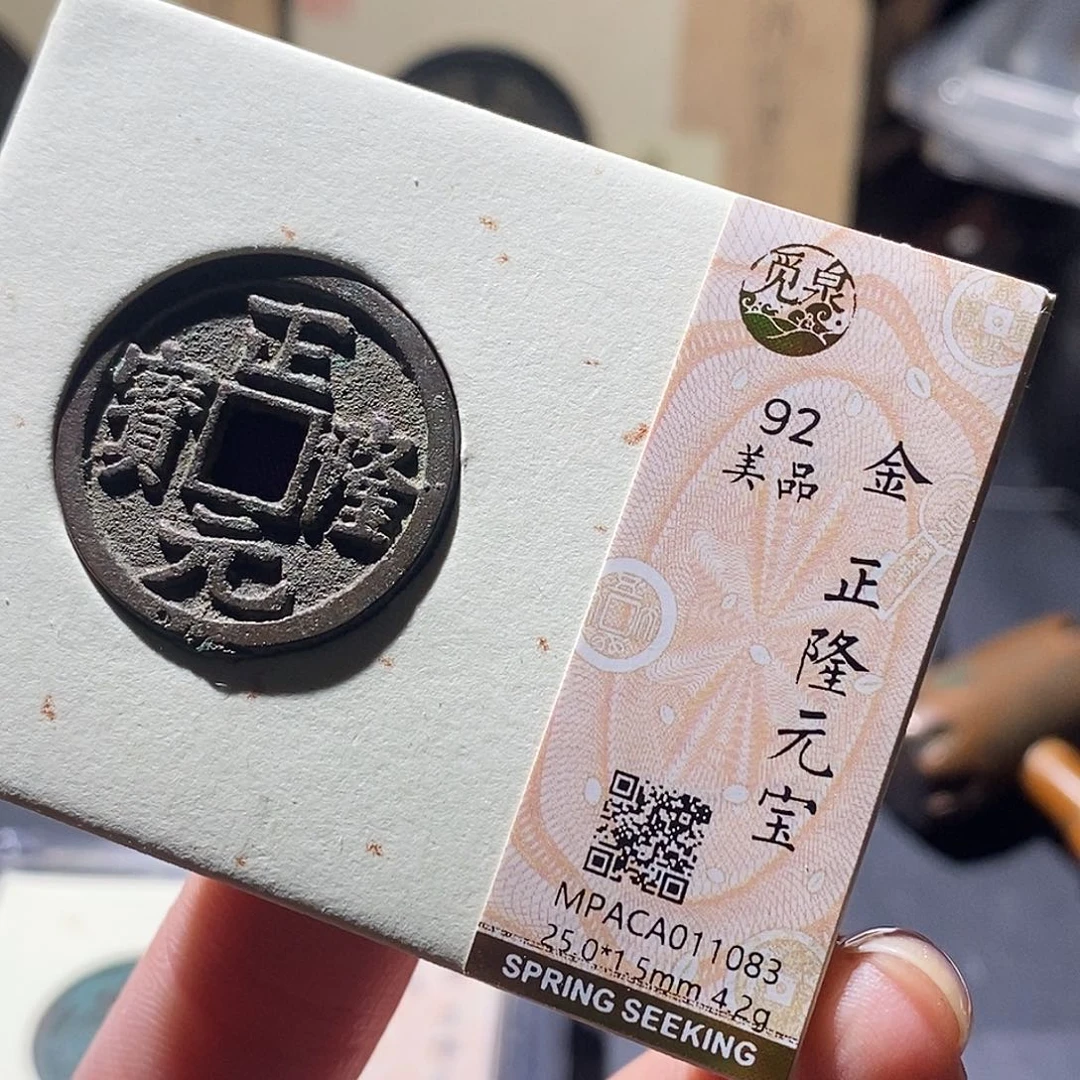 正隆元寶
觅泉
92
美品
金
正隆元宝
MPACA011083
25.0*1.5mm 4.2g
SPRING SEEKING